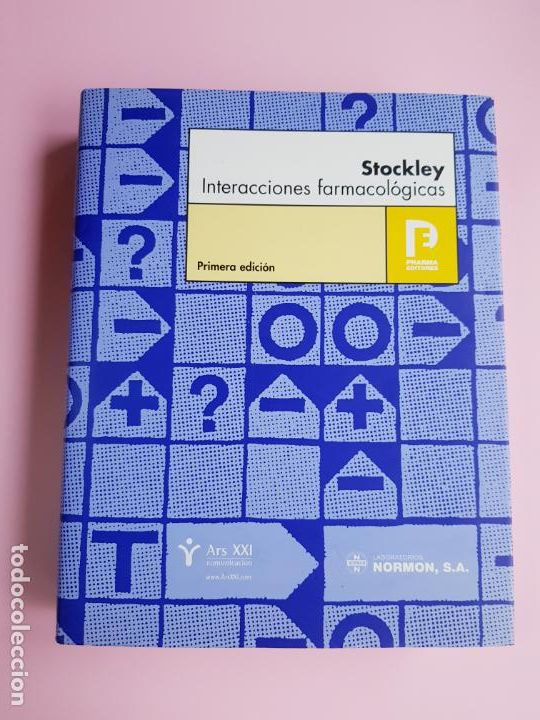 Stockley
Interacciones farmacológicas
PHARMA
EDITORES
Primera edición
Ars XXI
comunicación
www.ArsXXI.com
LABORATORIOS
NORMON, S.A.
todocoleccion